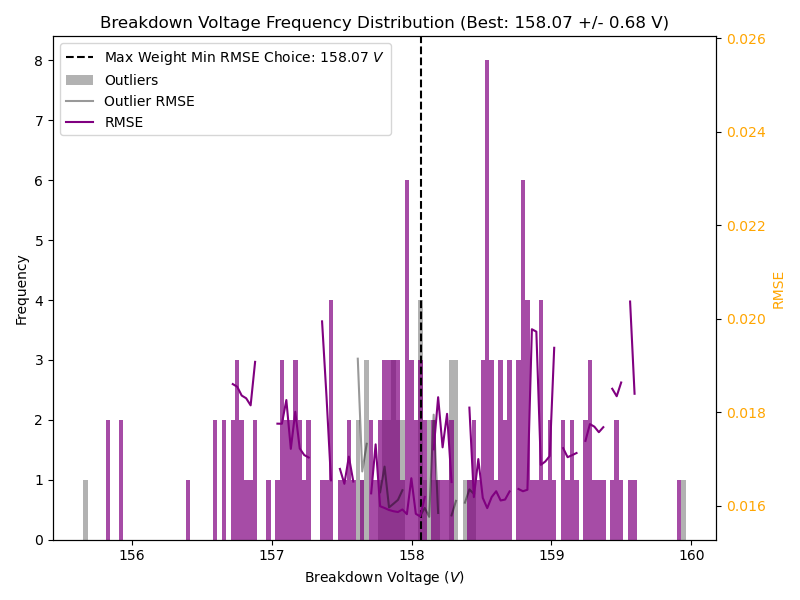 Breakdown Voltage Frequency Distribution (Best: 158.07 +/- 0.68 V)
Max Weight Min RMSE Choice: 158.07 V
Outliers
Outlier RMSE
RMSE
Frequency
8
7
6
5
4
3
2
1
0
156
157
158
159
160
Breakdown Voltage (V)
0.026
0.024
0.022
0.020
0.018
0.016
RMSE